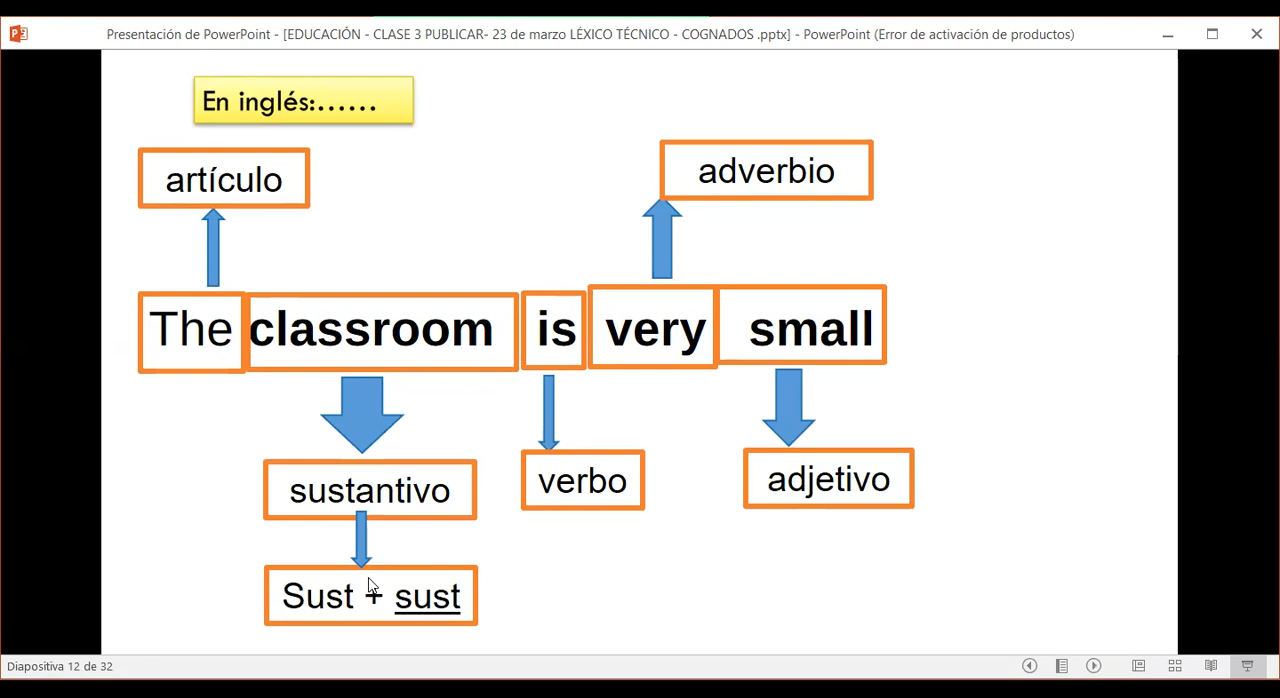 Presentación de PowerPoint - [EDUCACIÓN - CLASE 3 PUBLICAR- 23 de marzo LÉXICO TÉCNICO - COGNADOS .pptx] - PowerPoint (Error de activación de productos)
En inglés:......
artículo
adverbio
The classroom is very small
sustantivo
verbo
adjetivo
Sust + sust
Diapositiva 12 de 32